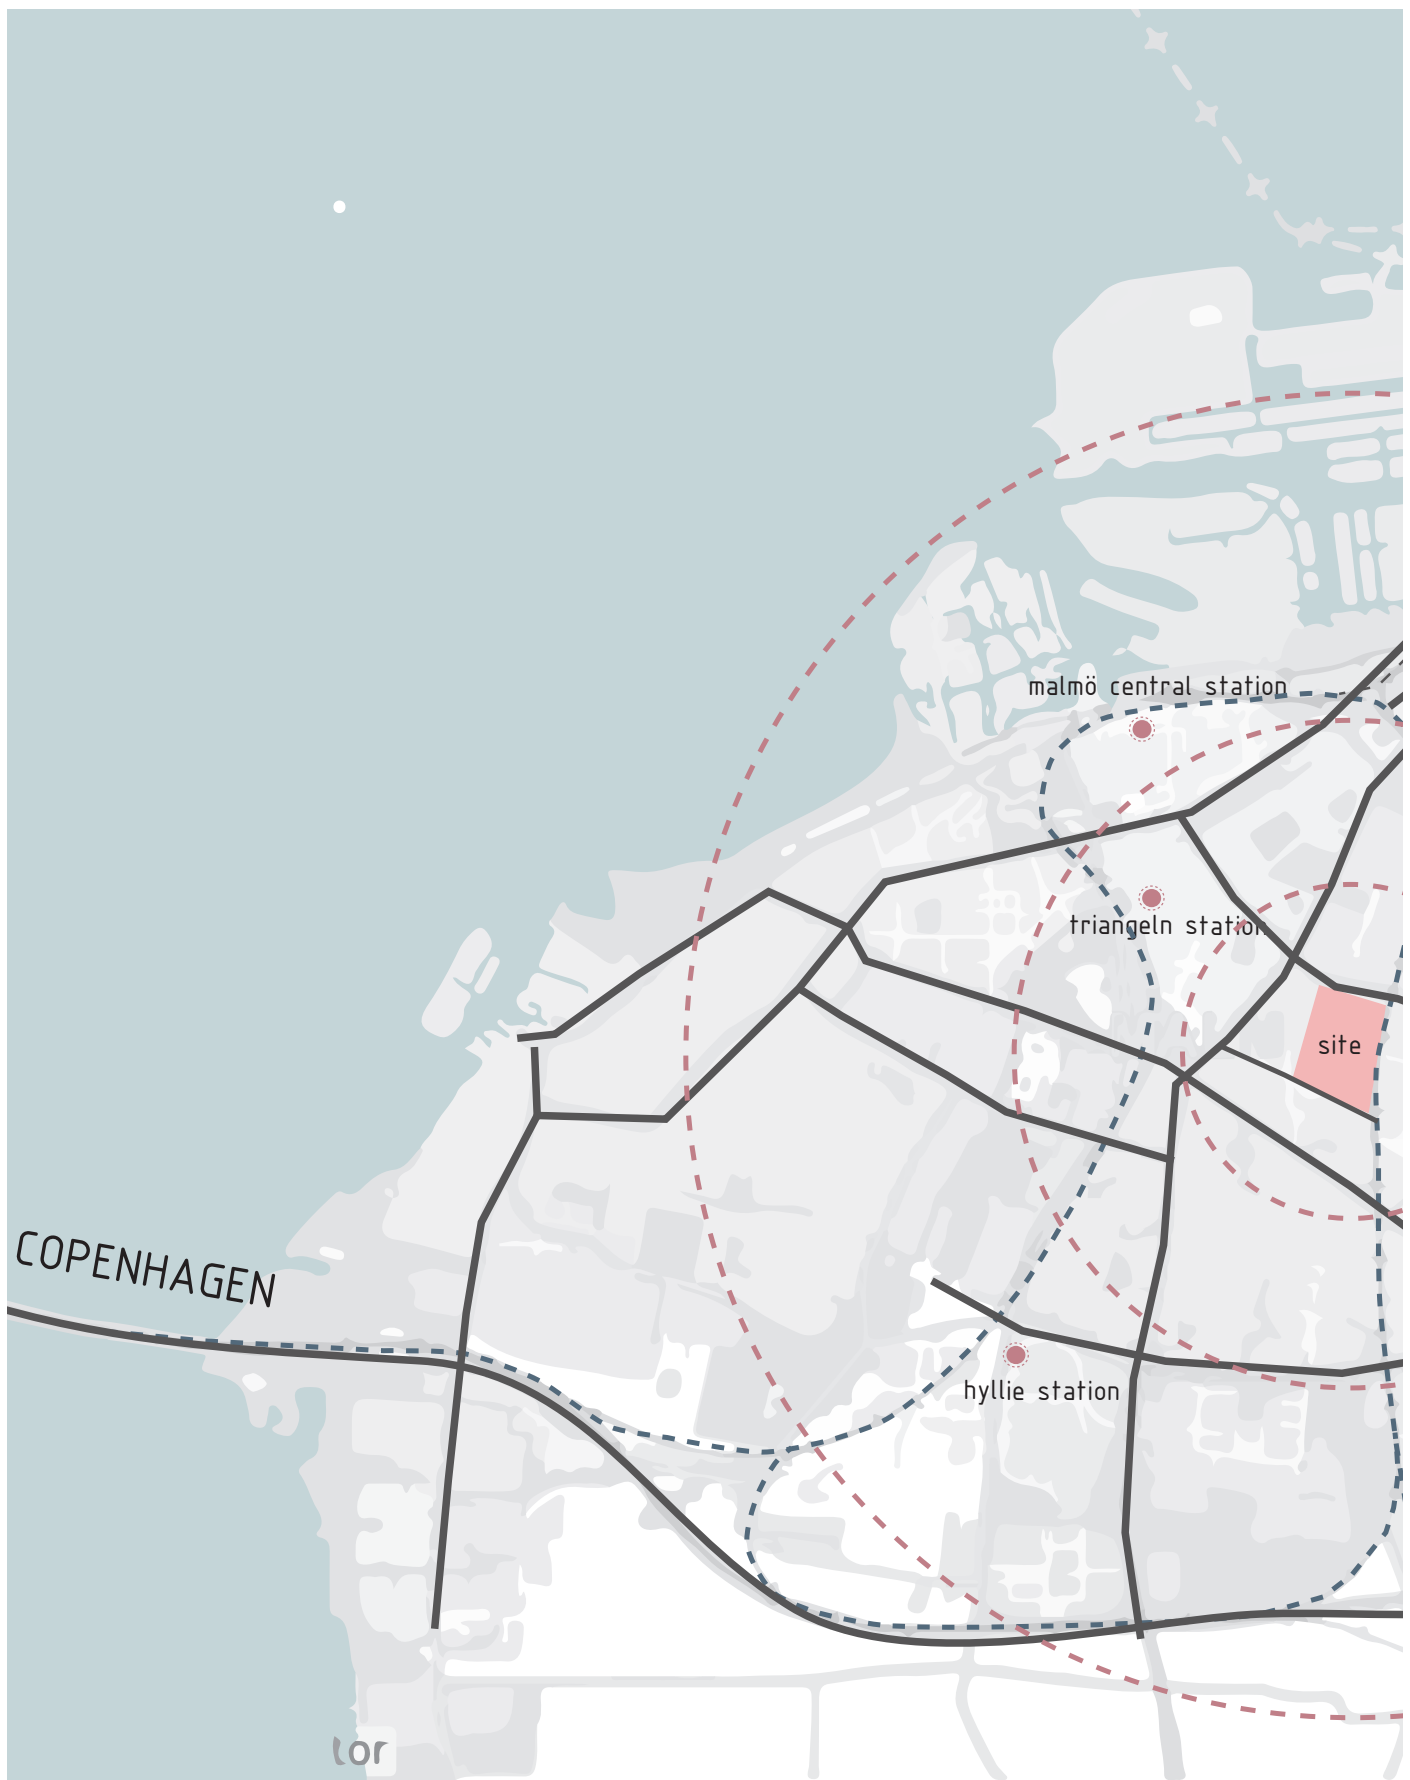 malmö central station
triangeln station
site
COPENHAGEN
hyllie station